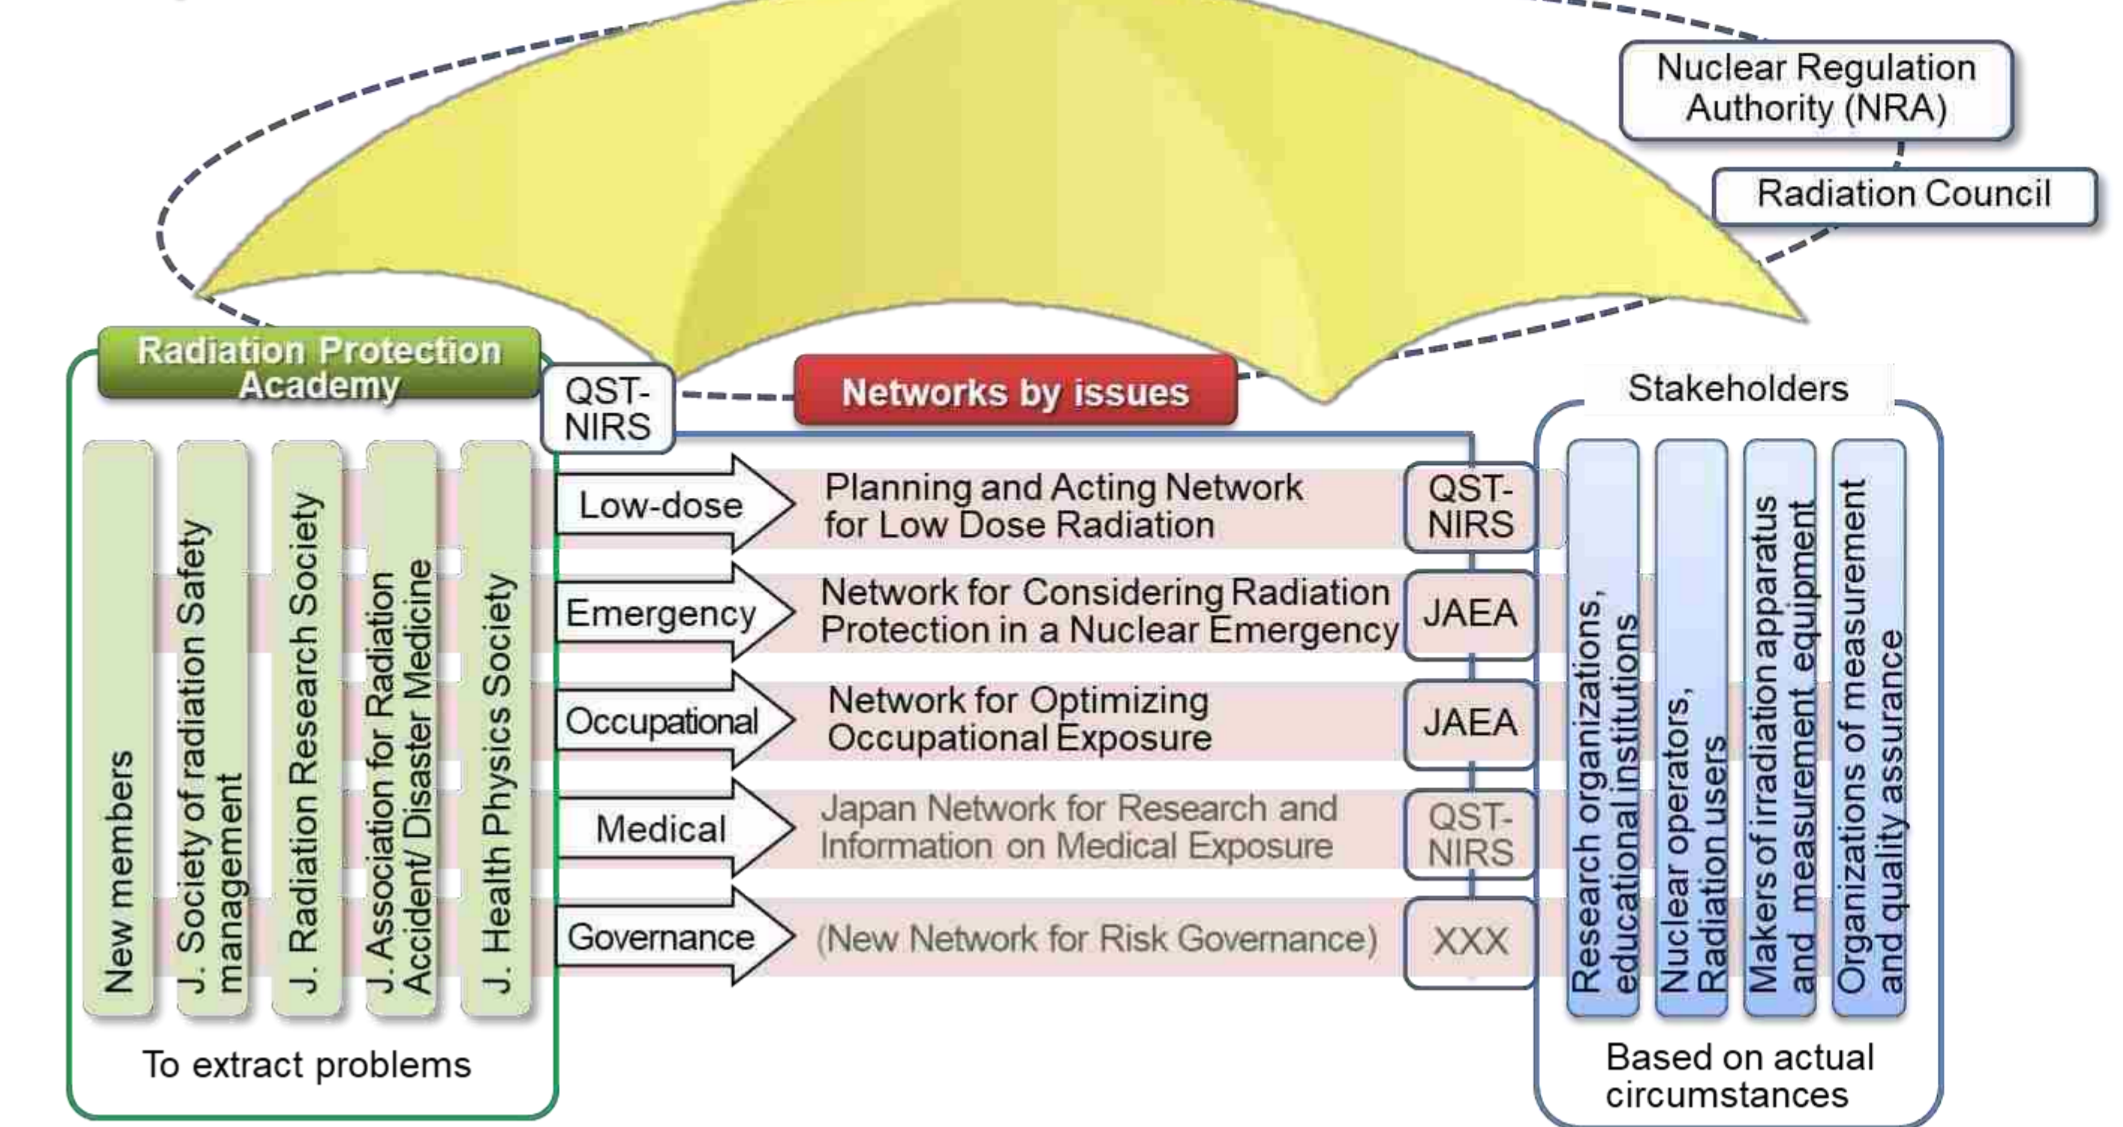 Nuclear Regulation
Authority (NRA)
Radiation Council
Radiation Protection
Academy
QST-
NIRS
Networks by issues
Stakeholders
New members
J. Society of radiation Safety
management
J. Radiation Research Society
J. Association for Radiation
Accident/ Disaster Medicine
J. Health Physics Society
To extract problems
Low-dose
Planning and Acting Network
for Low Dose Radiation
QST-
NIRS
Emergency
Network for Considering Radiation
Protection in a Nuclear Emergency
JAEA
Occupational
Network for Optimizing
Occupational Exposure
JAEA
Medical
Japan Network for Research and
Information on Medical Exposure
QST-
NIRS
Governance
(New Network for Risk Governance)
XXX
Research organizations,
educational institutions
Nuclear operators,
Radiation users
Makers of irradiation apparatus
and measurement equipment
Organizations of measurement
and quality assurance
Based on actual
circumstances